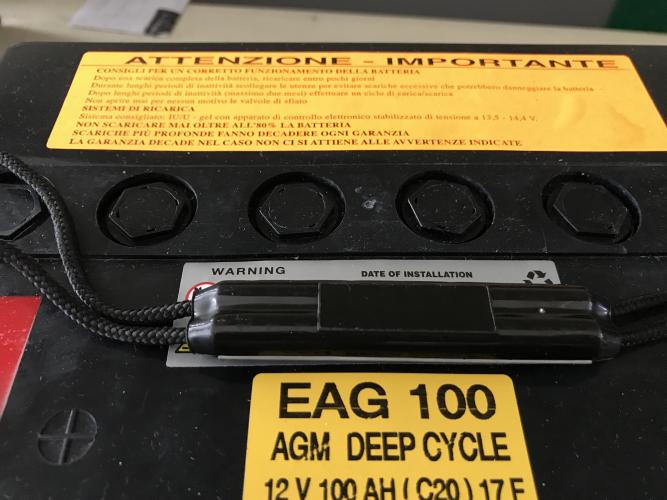 ATTENZIONE - IMPORTANTE
CONSIGLI PER UN CORRETTO FUNZIONAMENTO DELLA BATTERIA
Dopo una scarica completa della batteria, ricaricare entro pochi giorni
Durante lunghi periodi di inattività scollegare le utenze per evitare scariche eccessive che potrebbero danneggiare la batteria
Dopo lunghi periodi di inattività (massimo due mesi) effettuare un ciclo di carica/scarica
Non aprire mai per nessun motivo le valvole di sfiato
SISTEMI DI RICARICA
Sistema consigliato: IU/U - gel con apparato di controllo elettronico stabilizzato di tensione a 13,5 - 14,4 V.
NON SCARICARE MAI OLTRE ALL'80% LA BATTERIA
SCARICHE PIÙ PROFONDE FANNO DECADERE OGNI GARANZIA
LA GARANZIA DECADE NEL CASO NON CI SI ATTIENE ALLE AVVERTENZE INDICATE
WARNING
DATE OF INSTALLATION
EAG 100
AGM DEEP CYCLE
12 V 100 AH ( C20 ) 17 F